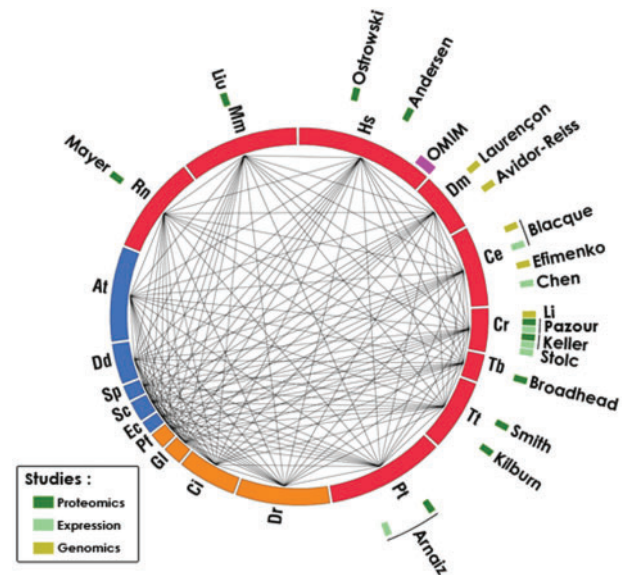 Ostrowski
Andersen
Liu
Mm
Hs
OMIM
Laurençon
Avidor-Reiss
Dm
Mayer
Rn
Blacque
Ce
Efimenko
Chen
At
Li
Pazour
Cr
Keller
Stolc
Dd
Tb
Broadhead
Sp
Sc
Ec
Pf
Gi
Ci
Dr
Pt
Tt
Smith
Kilburn
Arnaiz
Studies :
Proteomics
Expression
Genomics